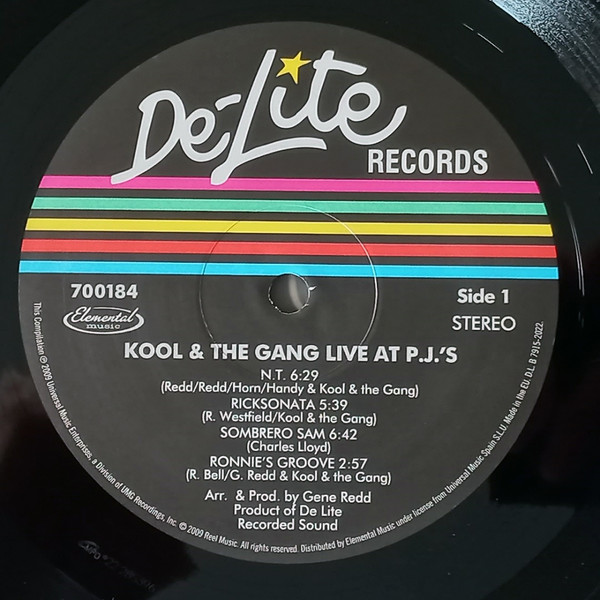 De-Lite
RECORDS
700184
Side 1
Elemental
music
STEREO
KOOL & THE GANG LIVE AT P.J.'S
N.T. 6:29
(Redd/Redd/Horn/Handy & Kool & the Gang)
RICKSONATA 5:39
(R. Westfield/Kool & the Gang)
SOMBRERO SAM 6:42
(Charles Lloyd)
RONNIE'S GROOVE 2:57
(R. Bell/G. Redd & Kool & the Gang)
Arr. & Prod. by Gene Redd
Product of De Lite
Recorded Sound
This Compilation ℗ 2009 Universal Music Enterprises, a Division of UMG Recordings, Inc. © 2009 Reel Music. All rights reserved. Distributed by Elemental Music under license from Universal Music Spain S.L.U. Made in the EU. D.L. B 7915-2022.